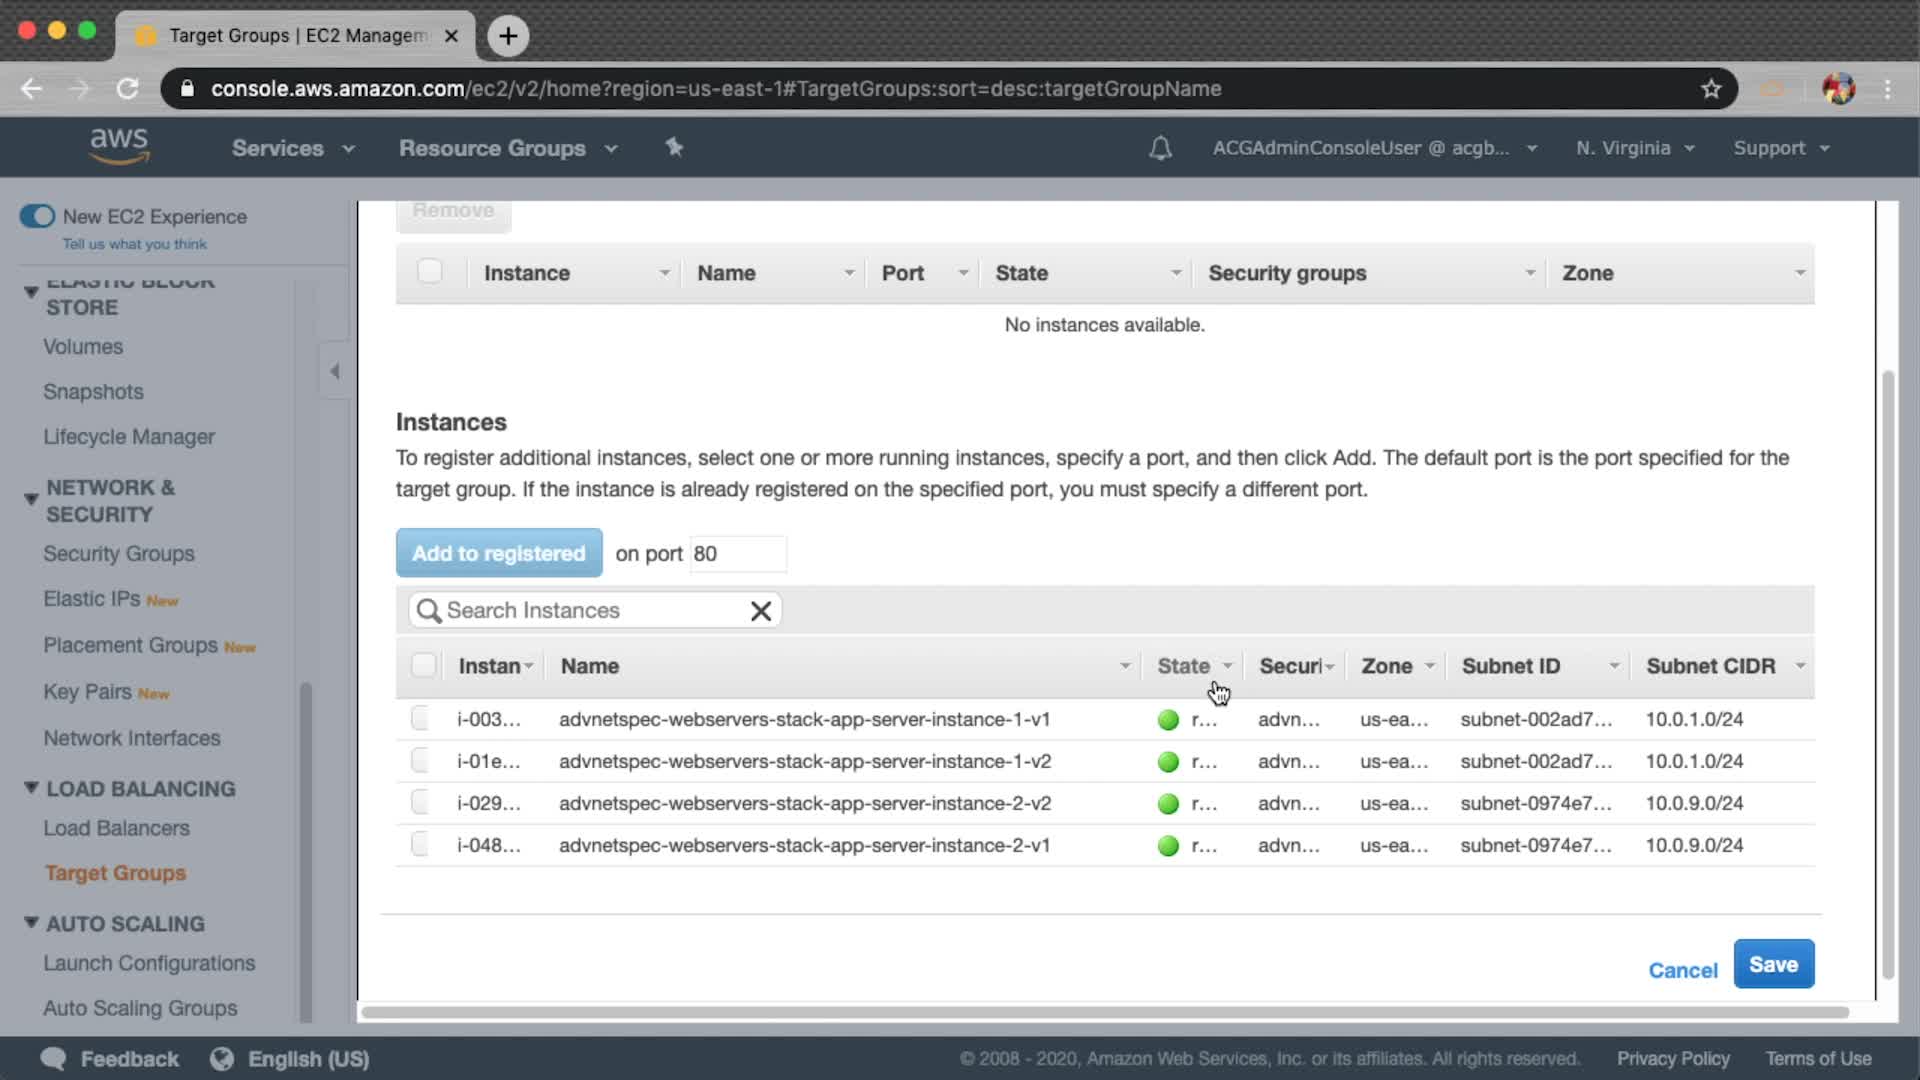 Target Groups | EC2 Managem
console.aws.amazon.com/ec2/v2/home?region=us-east-1#TargetGroups:sort=desc:targetGroupName
aws
Services
Resource Groups
ACGAdminConsoleUser @ acgb...
N. Virginia
Support
New EC2 Experience
Tell us what you think
ELASTIC BLOCK
STORE
Volumes
Snapshots
Lifecycle Manager
NETWORK &
SECURITY
Security Groups
Elastic IPs New
Placement Groups New
Key Pairs New
Network Interfaces
LOAD BALANCING
Load Balancers
Target Groups
AUTO SCALING
Launch Configurations
Auto Scaling Groups
Remove
Instance Name Port State Security groups Zone
No instances available.
Instances
To register additional instances, select one or more running instances, specify a port, and then click Add. The default port is the port specified for the
target group. If the instance is already registered on the specified port, you must specify a different port.
Add to registered on port 80
Search Instances
Instan Name State Securi Zone Subnet ID Subnet CIDR
i-003... advnetspec-webservers-stack-app-server-instance-1-v1 r... advn... us-ea... subnet-002ad7... 10.0.1.0/24
i-01e... advnetspec-webservers-stack-app-server-instance-1-v2 r... advn... us-ea... subnet-002ad7... 10.0.1.0/24
i-029... advnetspec-webservers-stack-app-server-instance-2-v2 r... advn... us-ea... subnet-0974e7... 10.0.9.0/24
i-048... advnetspec-webservers-stack-app-server-instance-2-v1 r... advn... us-ea... subnet-0974e7... 10.0.9.0/24
Cancel Save
Feedback
English (US)
© 2008 - 2020, Amazon Web Services, Inc. or its affiliates. All rights reserved.
Privacy Policy
Terms of Use